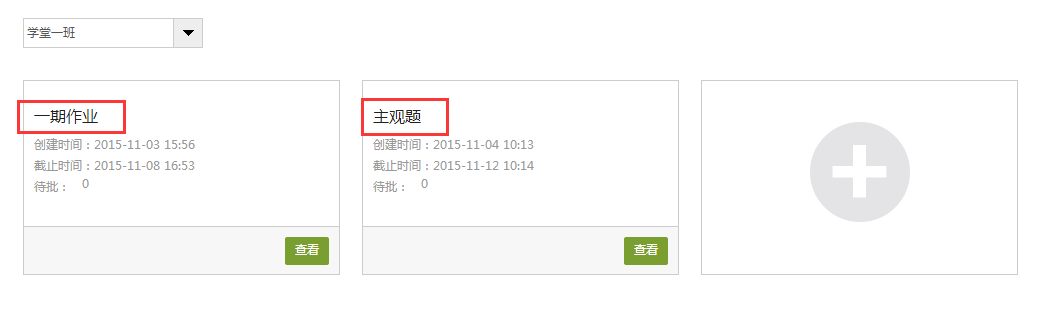 学堂一班
一期作业
创建时间：2015-11-03 15:56
截止时间：2015-11-08 16:53
待批： 0
查看
主观题
创建时间：2015-11-04 10:13
截止时间：2015-11-12 10:14
待批： 0
查看